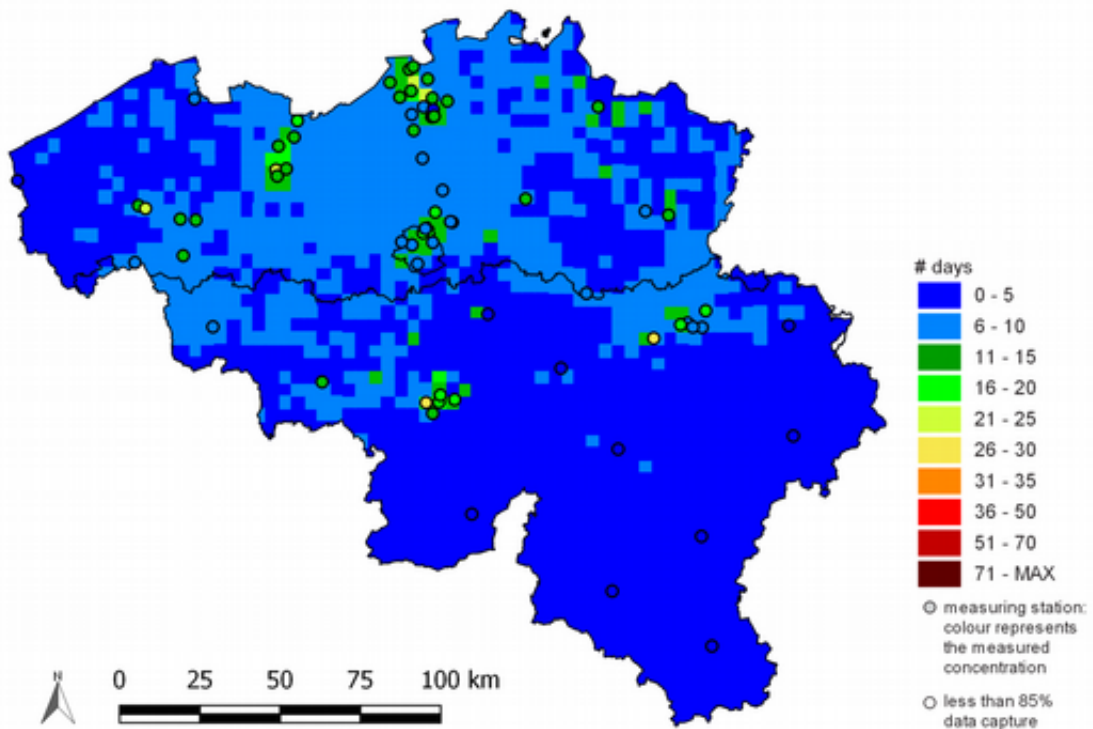 # days
0 - 5
6 - 10
11 - 15
16 - 20
21 - 25
26 - 30
31 - 35
36 - 50
51 - 70
71 - MAX
measuring station:
colour represents
the measured
concentration
less than 85%
data capture
N
0 25 50 75 100 km